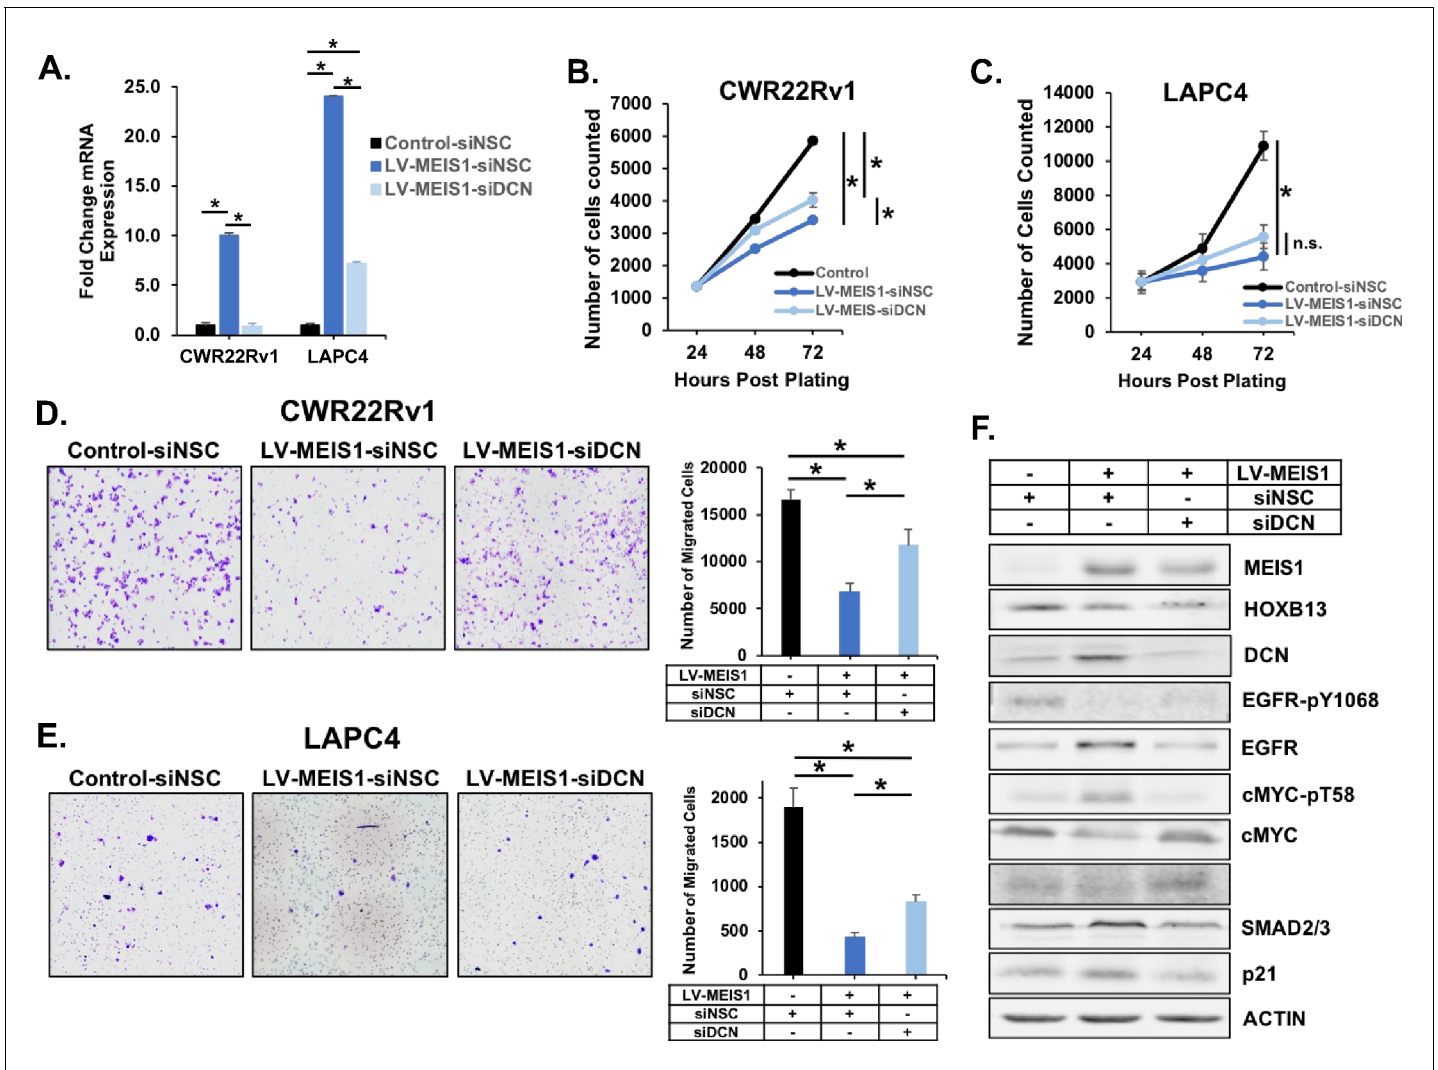 A.
Fold Change mRNA
Expression
25.0
20.0
15.0
10.0
5.0
0.0
*
*
*
*
*
CWR22Rv1
LAPC4
Control-siNSC
LV-MEIS1-siNSC
LV-MEIS1-siDCN
B.
CWR22Rv1
Number of cells counted
7000
6000
5000
4000
3000
2000
1000
0
*
*
*
Control
LV-MEIS1-siNSC
LV-MEIS-siDCN
24 48 72
Hours Post Plating
C.
LAPC4
Number of Cells Counted
14000
12000
10000
8000
6000
4000
2000
0
*
n.s.
Control-siNSC
LV-MEIS1-siNSC
LV-MEIS1-siDCN
24 48 72
Hours Post Plating
D.
CWR22Rv1
Control-siNSC LV-MEIS1-siNSC LV-MEIS1-siDCN
Number of Migrated Cells
20000
15000
10000
5000
0
*
*
*
LV-MEIS1 - + +
siNSC + + -
siDCN - - +
E.
LAPC4
Control-siNSC LV-MEIS1-siNSC LV-MEIS1-siDCN
Number of Migrated Cells
2000
1500
1000
500
0
*
*
*
LV-MEIS1 - + +
siNSC + + -
siDCN - - +
F.
- + + LV-MEIS1
+ + - siNSC
- - + siDCN
MEIS1
HOXB13
DCN
EGFR-pY1068
EGFR
cMYC-pT58
cMYC
SMAD2/3
p21
ACTIN